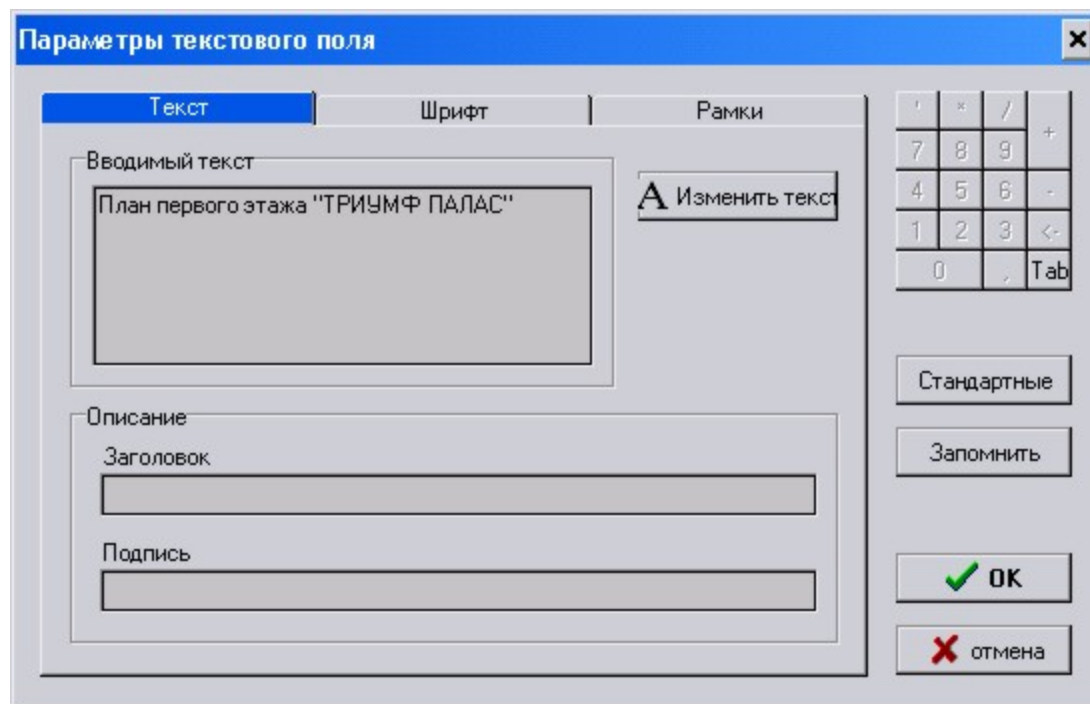 Параметры текстового поля
Текст Шрифт Рамки
Вводимый текст
План первого этажа "ТРИУМФ ПАЛАС"
A Изменить текст
Описание
Заголовок
Подпись
' * / +
7 8 9
4 5 6 -
1 2 3 <-
0 , Tab
Стандартные
Запомнить
OK
отмена